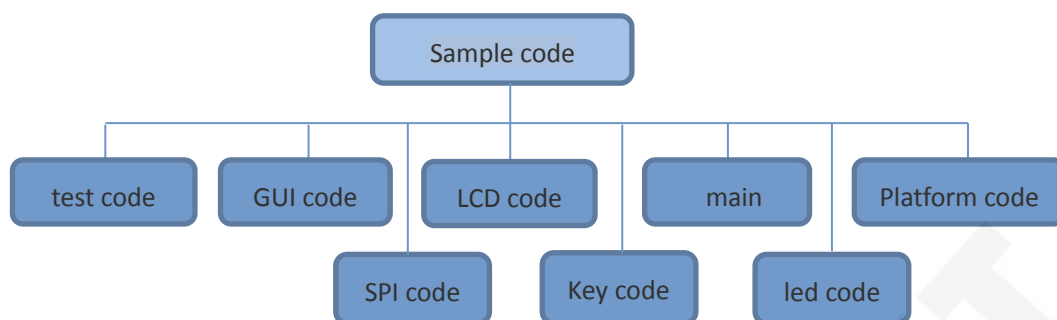 Sample code
test code
GUI code
LCD code
main
Platform code
SPI code
Key code
led code